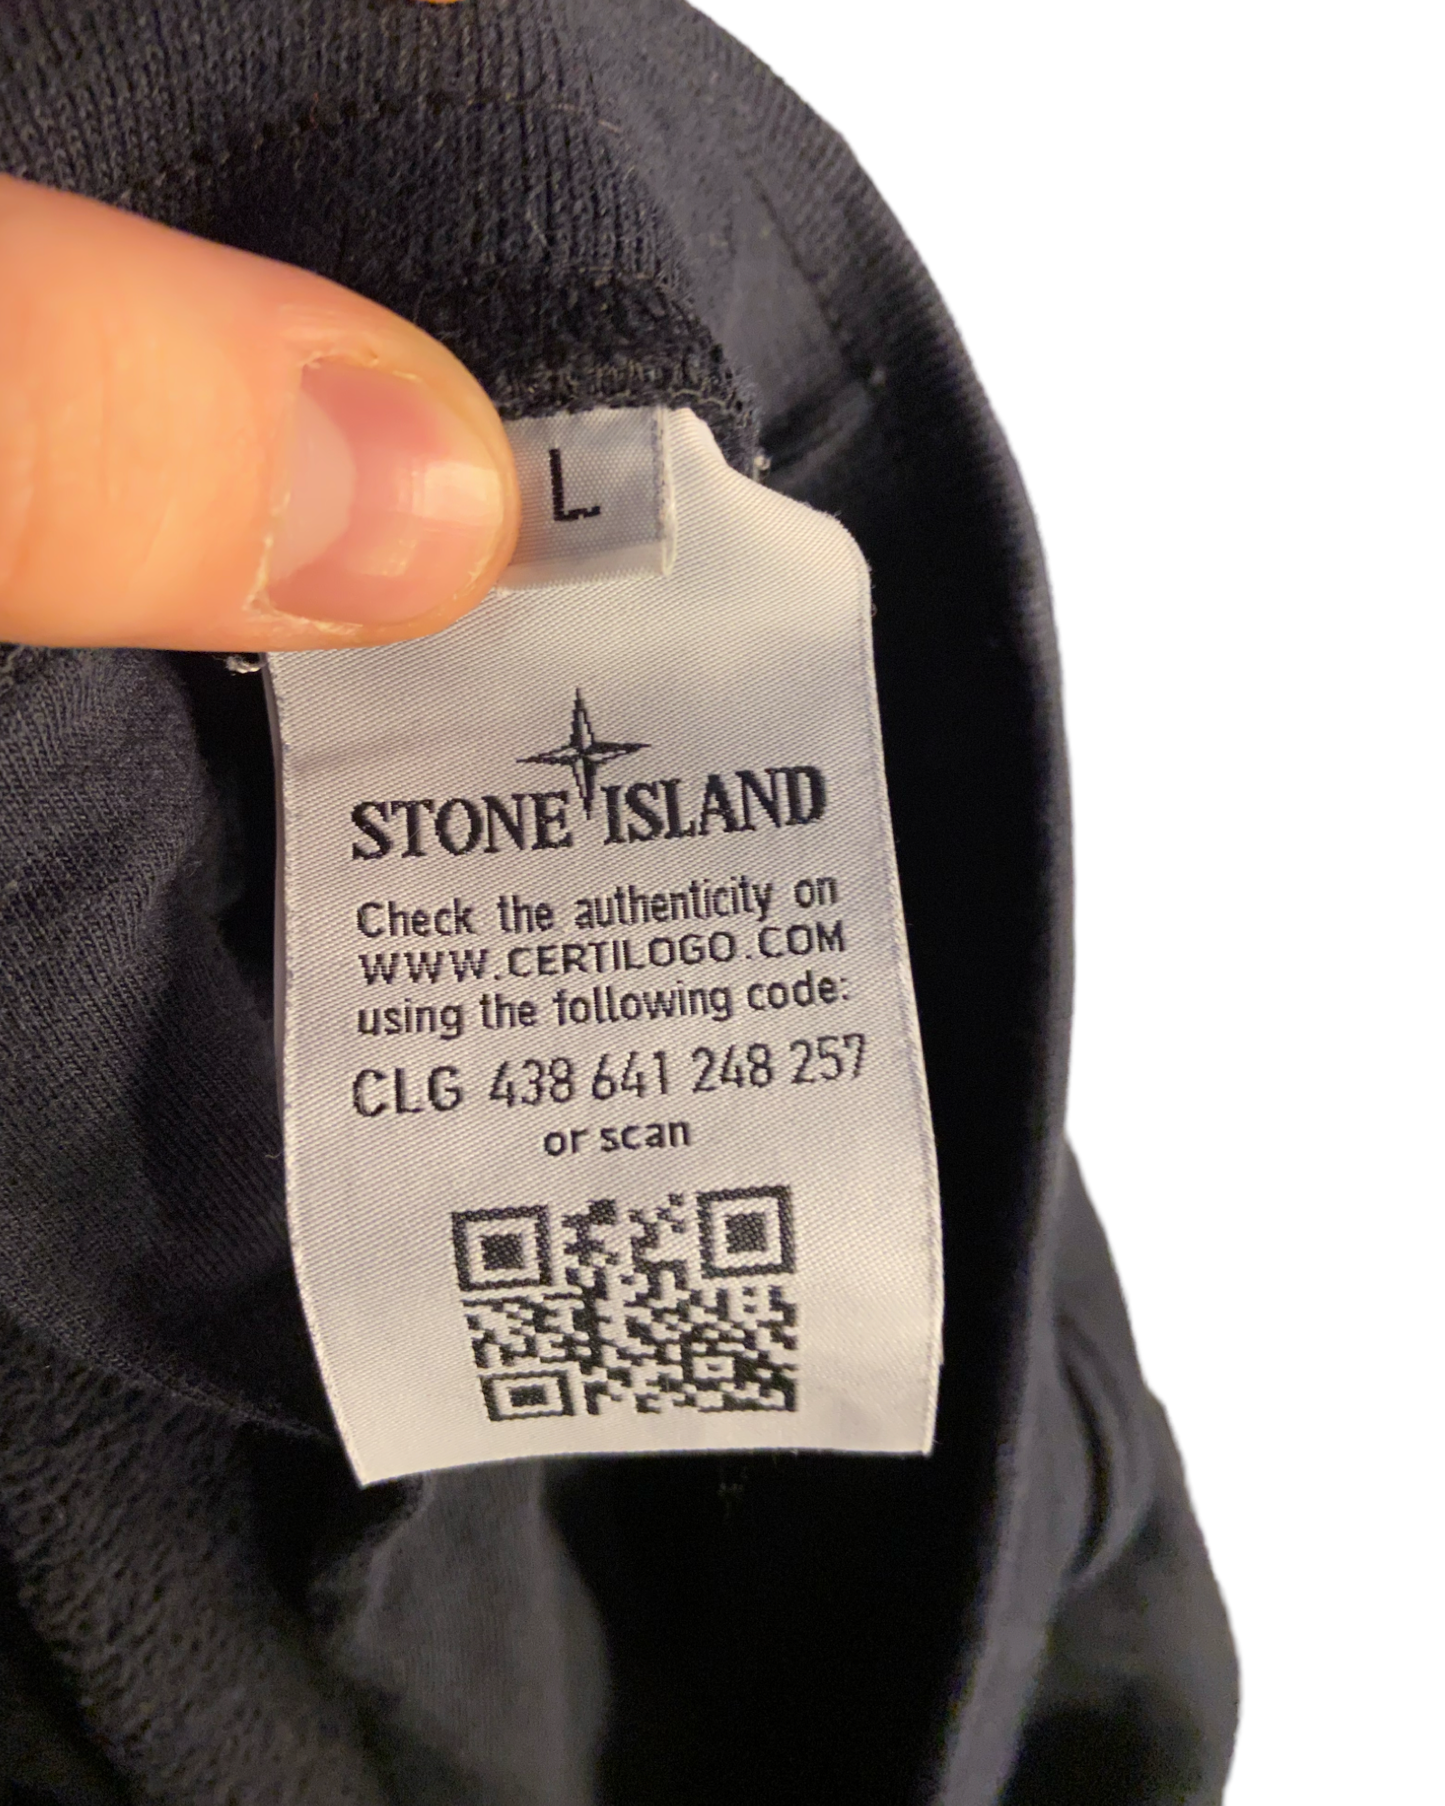 L
STONE ISLAND
Check the authenticity on
WWW.CERTILOGO.COM
using the following code:
CLG 438 641 248 257
or scan